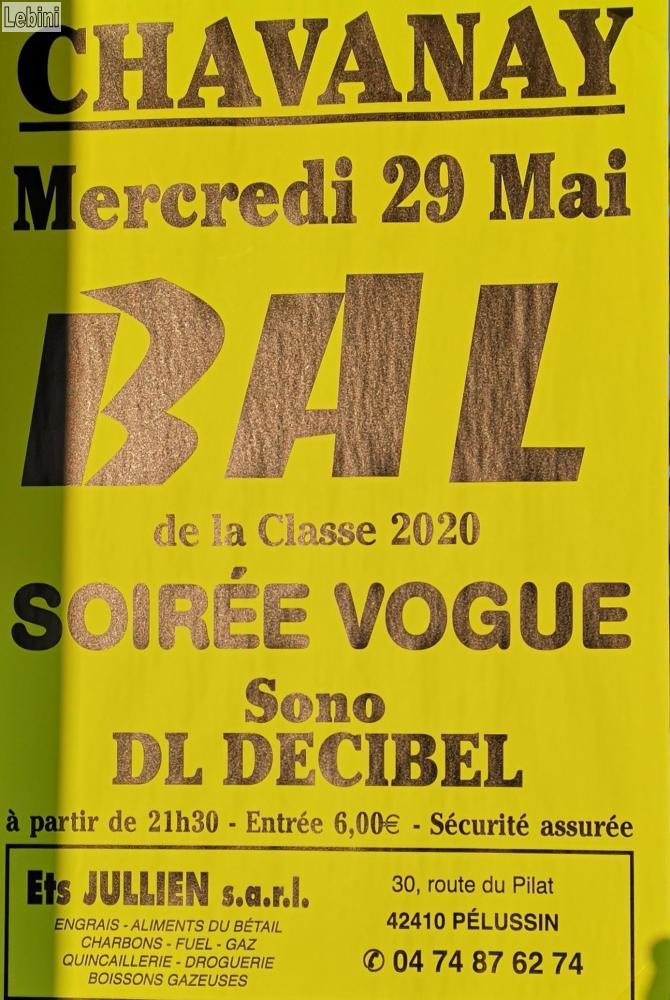 Lebini
CHAVANAY
Mercredi 29 Mai
BAL
de la Classe 2020
SOIRÉE VOGUE
Sono
DL DECIBEL
à partir de 21h30 - Entrée 6,00€ - Sécurité assurée
Ets JULLIEN s.a.r.l.
ENGRAIS - ALIMENTS DU BÉTAIL
CHARBONS - FUEL - GAZ
QUINCAILLERIE - DROGUERIE
BOISSONS GAZEUSES
30, route du Pilat
42410 PÉLUSSIN
✆ 04 74 87 62 74